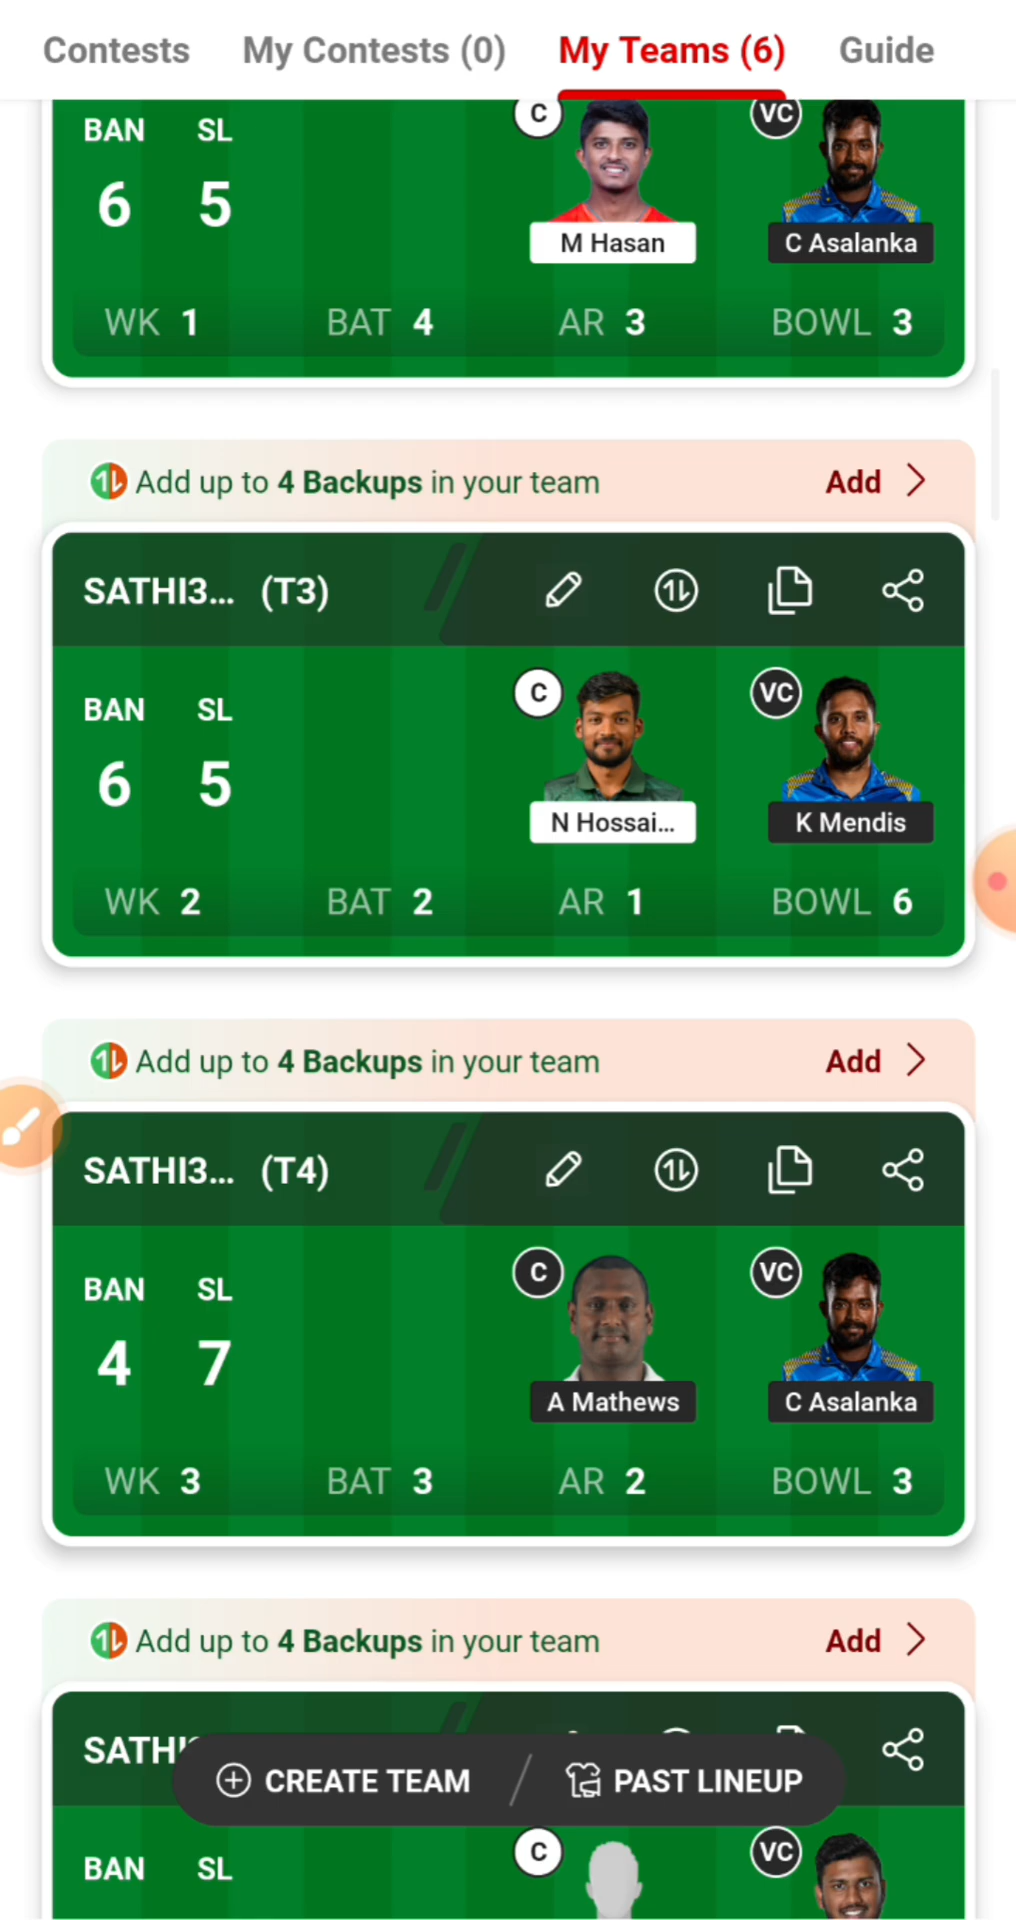 Contests My Contests (0) My Teams (6) Guide
C VC
BAN SL
6 5
M Hasan C Asalanka
WK 1 BAT 4 AR 3 BOWL 3
Add up to 4 Backups in your team Add
SATHI3... (T3)
C VC
BAN SL
6 5
N Hossai... K Mendis
WK 2 BAT 2 AR 1 BOWL 6
Add up to 4 Backups in your team Add
SATHI3... (T4)
C VC
BAN SL
4 7
A Mathews C Asalanka
WK 3 BAT 3 AR 2 BOWL 3
Add up to 4 Backups in your team Add
CREATE TEAM / PAST LINEUP
C VC
BAN SL